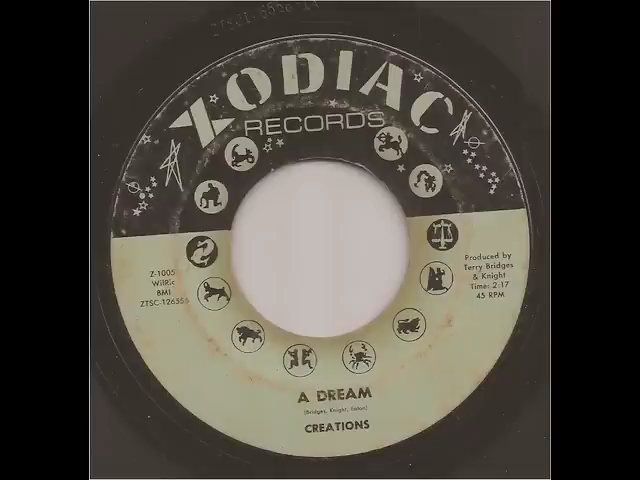 ZODIAC
RECORDS
Z-1005
WilRic
BMI
ZTSC-126555
Produced by
Terry Bridges
& Knight
Time: 2:17
45 RPM
A DREAM
(Bridges, Knight, Eaton)
CREATIONS